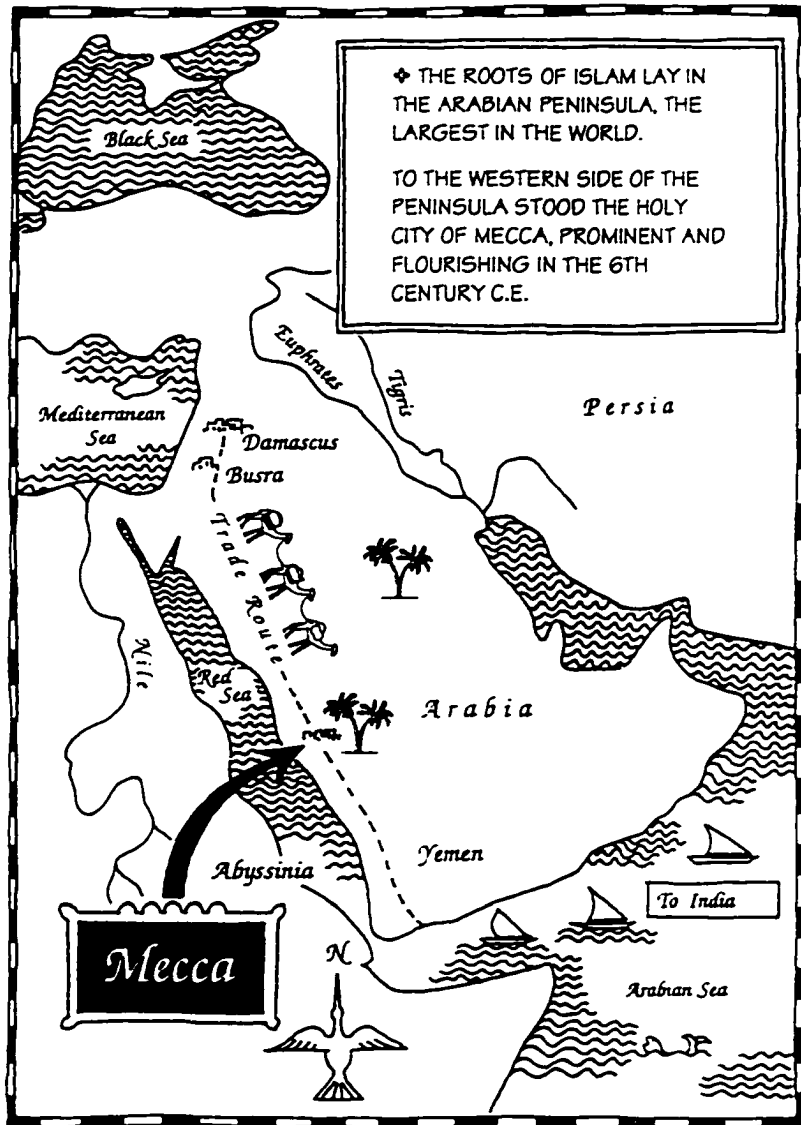 ❖ THE ROOTS OF ISLAM LAY IN
THE ARABIAN PENINSULA, THE
LARGEST IN THE WORLD.
TO THE WESTERN SIDE OF THE
PENINSULA STOOD THE HOLY
CITY OF MECCA, PROMINENT AND
FLOURISHING IN THE 6TH
CENTURY C.E.
Black Sea
Euphrates
Tigris
Persia
Mediterranean
Sea
Damascus
Busra
Trade Route
Nile
Red
Sea
Arabia
Abyssinia
Yemen
To India
Mecca
N
Arabian Sea